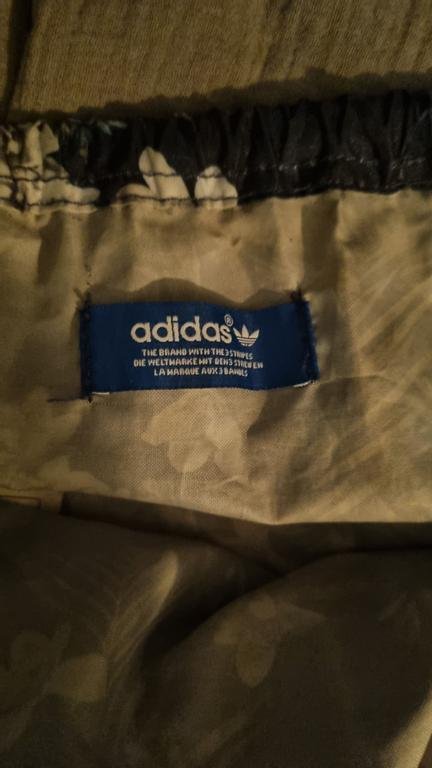 adidas®
THE BRAND WITH THE 3 STRIPES
DIE WELTMARKE MIT DEN 3 STREIFEN
LA MARQUE AUX 3 BANDES